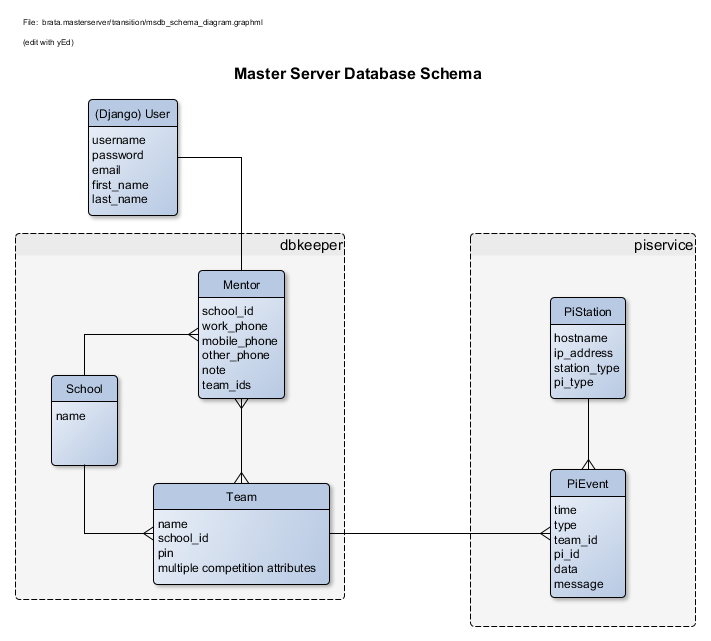 File:  brata.masterserver/transition/msdb_schema_diagram.graphml
(edit with yEd)
Master Server Database Schema
(Django) User
username
password
email
first_name
last_name
dbkeeper
Mentor
school_id
work_phone
mobile_phone
other_phone
note
team_ids
School
name
Team
name
school_id
pin
multiple competition attributes
piservice
PiStation
hostname
ip_address
station_type
pi_type
PiEvent
time
type
team_id
pi_id
data
message